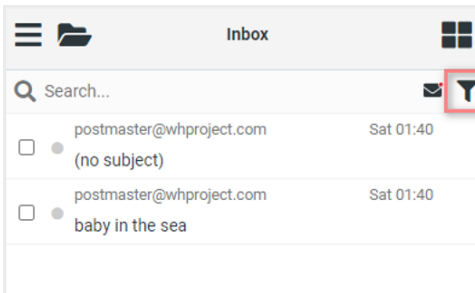 Inbox
Search...
postmaster@whproject.com Sat 01:40
(no subject)
postmaster@whproject.com Sat 01:40
baby in the sea